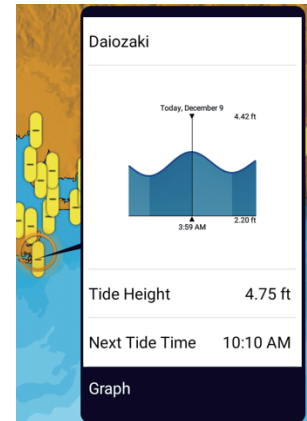 Daiozaki
Today, December 9
4.42 ft
2.20 ft
3:59 AM
Tide Height 4.75 ft
Next Tide Time 10:10 AM
Graph